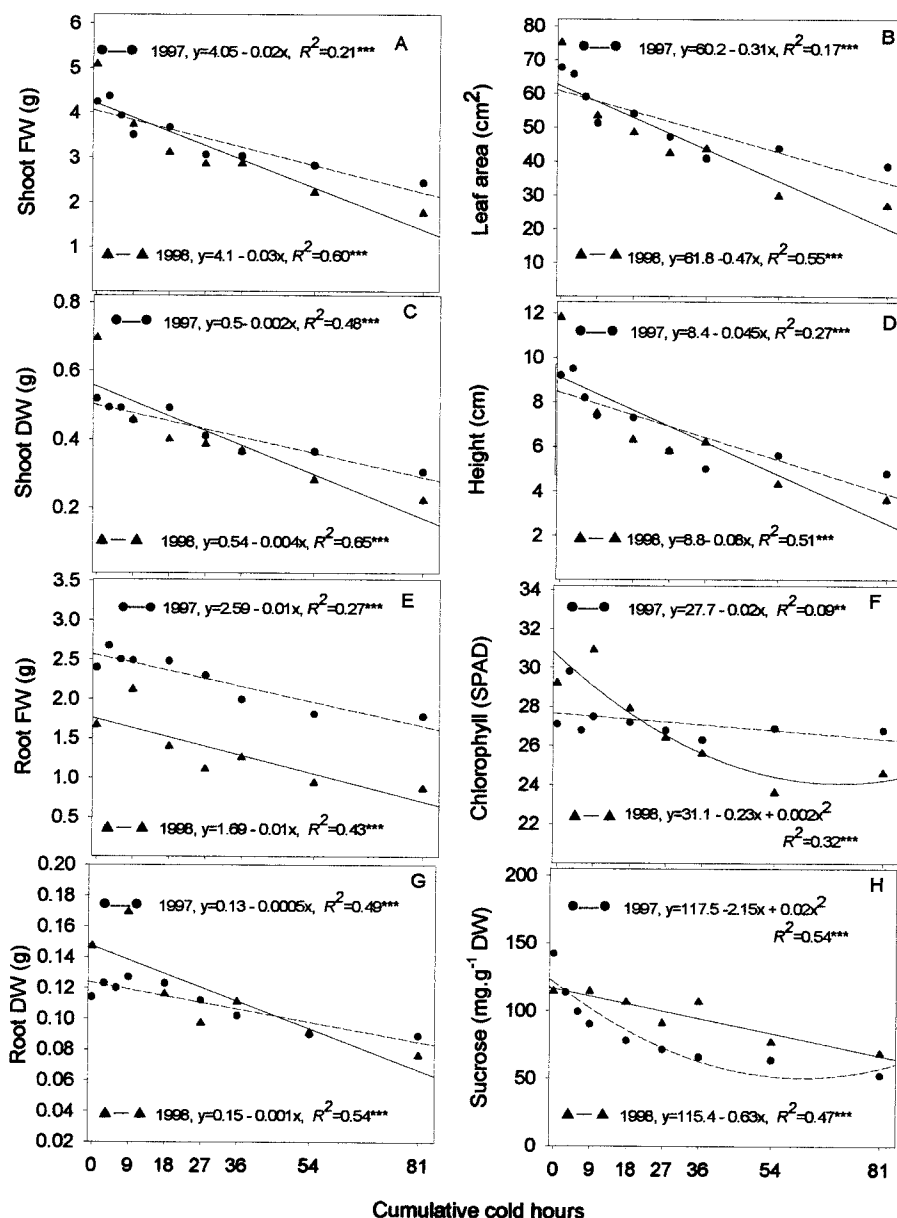 A
1997, y=4.05 - 0.02x, R²=0.21***
6
5
4
3
2
1
Shoot FW (g)
1998, y=4.1 - 0.03x, R²=0.60***
B
1997, y=60.2 - 0.31x, R²=0.17***
80
70
60
50
40
30
20
10
Leaf area (cm²)
1998, y=61.8 -0.47x, R²=0.55***
C
1997, y=0.5- 0.002x, R²=0.48***
0.8
0.6
0.4
0.2
Shoot DW (g)
1998, y=0.54 - 0.004x, R²=0.65***
D
1997, y=8.4 - 0.045x, R²=0.27***
12
10
8
6
4
2
Height (cm)
1998, y=8.8- 0.08x, R²=0.51***
E
1997, y=2.59 - 0.01x, R²=0.27***
3.5
3.0
2.5
2.0
1.5
1.0
0.5
Root FW (g)
1998, y=1.69 -0.01x, R²=0.43***
F
1997, y=27.7 - 0.02x, R²=0.09**
34
32
30
28
26
24
22
Chlorophyll (SPAD)
1998, y=31.1 -0.23x + 0.002x²
R²=0.32***
G
1997, y=0.13 - 0.0005x, R²=0.49***
0.20
0.18
0.16
0.14
0.12
0.10
0.08
0.06
0.04
0.02
Root DW (g)
1998, y=0.15 - 0.001x, R²=0.54***
0 9 18 27 36 54 81
H
1997, y=117.5 -2.15x + 0.02x²
R²=0.54***
200
150
100
50
0
Sucrose (mg.g⁻¹ DW)
1998, y=115.4 - 0.63x, R²=0.47***
0 9 18 27 36 54 81
Cumulative cold hours